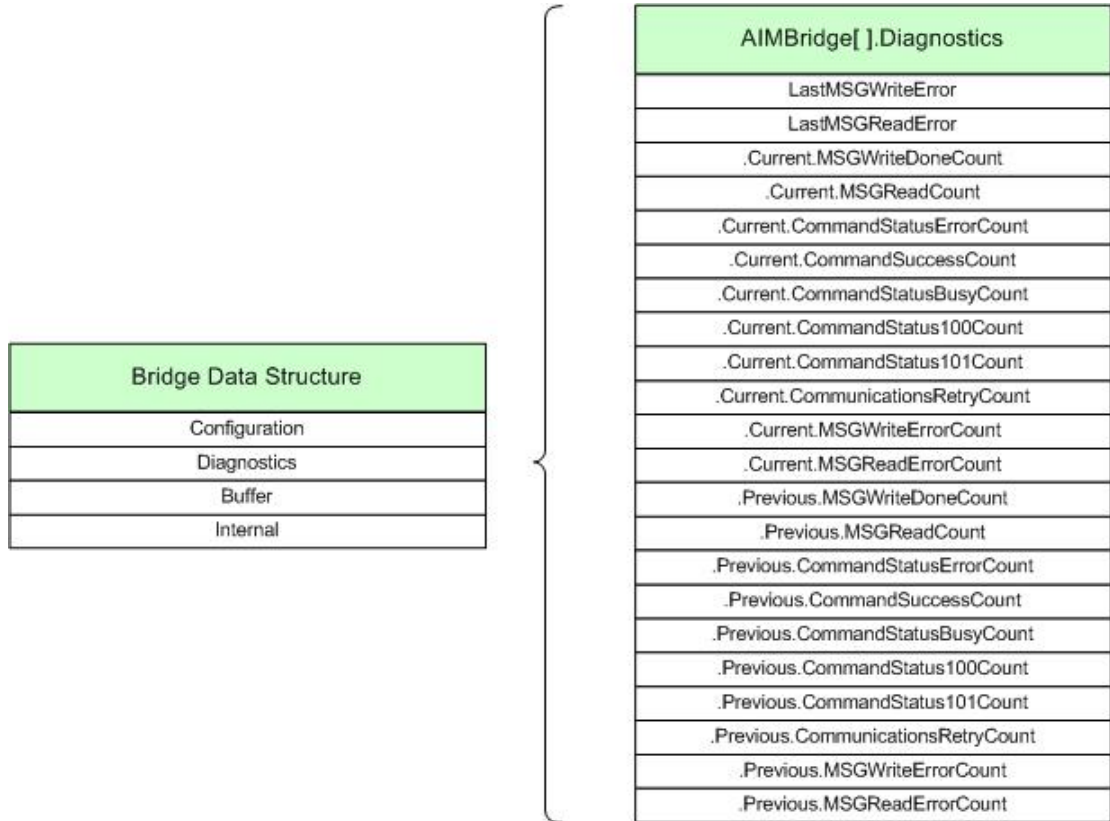 Bridge Data Structure
Configuration
Diagnostics
Buffer
Internal
AIMBridge[ ].Diagnostics
LastMSGWriteError
LastMSGReadError
.Current.MSGWriteDoneCount
.Current.MSGReadCount
.Current.CommandStatusErrorCount
.Current.CommandSuccessCount
.Current.CommandStatusBusyCount
.Current.CommandStatus100Count
.Current.CommandStatus101Count
.Current.CommunicationsRetryCount
.Current.MSGWriteErrorCount
.Current.MSGReadErrorCount
.Previous.MSGWriteDoneCount
.Previous.MSGReadCount
.Previous.CommandStatusErrorCount
.Previous.CommandSuccessCount
.Previous.CommandStatusBusyCount
.Previous.CommandStatus100Count
.Previous.CommandStatus101Count
.Previous.CommunicationsRetryCount
.Previous.MSGWriteErrorCount
.Previous.MSGReadErrorCount